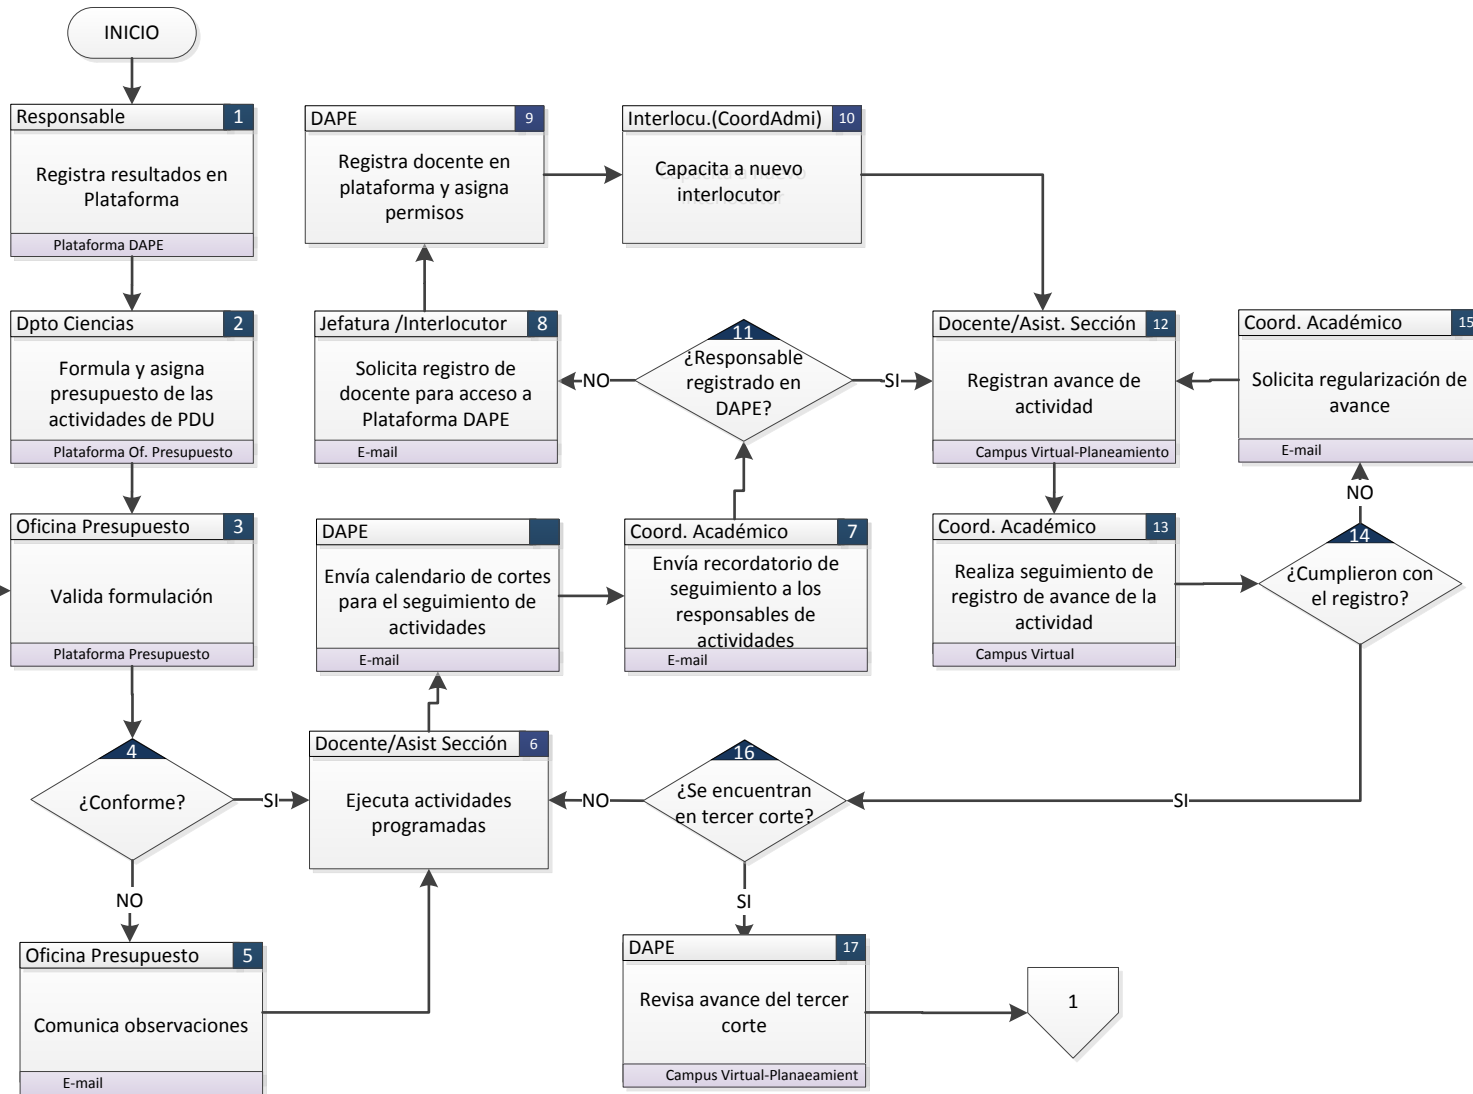 INICIO
Responsable 1
Registra resultados en
Plataforma
Plataforma DAPE
Dpto Ciencias 2
Formula y asigna
presupuesto de las
actividades de PDU
Plataforma Of. Presupuesto
Oficina Presupuesto 3
Valida formulación
Plataforma Presupuesto
4
¿Conforme?
SI
NO
Oficina Presupuesto 5
Comunica observaciones
E-mail
DAPE 9
Registra docente en
plataforma y asigna
permisos
Interlocu.(CoordAdmi) 10
Capacita a nuevo
interlocutor
Jefatura /Interlocutor 8
Solicita registro de
docente para acceso a
Plataforma DAPE
E-mail
NO
11
¿Responsable
registrado en
DAPE?
SI
Docente/Asist. Sección 12
Registran avance de
actividad
Campus Virtual-Planeamiento
Coord. Académico 15
Solicita regularización de
avance
E-mail
NO
DAPE
Envía calendario de cortes
para el seguimiento de
actividades
E-mail
Coord. Académico 7
Envía recordatorio de
seguimiento a los
responsables de
actividades
E-mail
Coord. Académico 13
Realiza seguimiento de
registro de avance de la
actividad
Campus Virtual
14
¿Cumplieron con
el registro?
SI
Docente/Asist Sección 6
Ejecuta actividades
programadas
NO
16
¿Se encuentran
en tercer corte?
SI
DAPE 17
Revisa avance del tercer
corte
Campus Virtual-Planaeamient
1